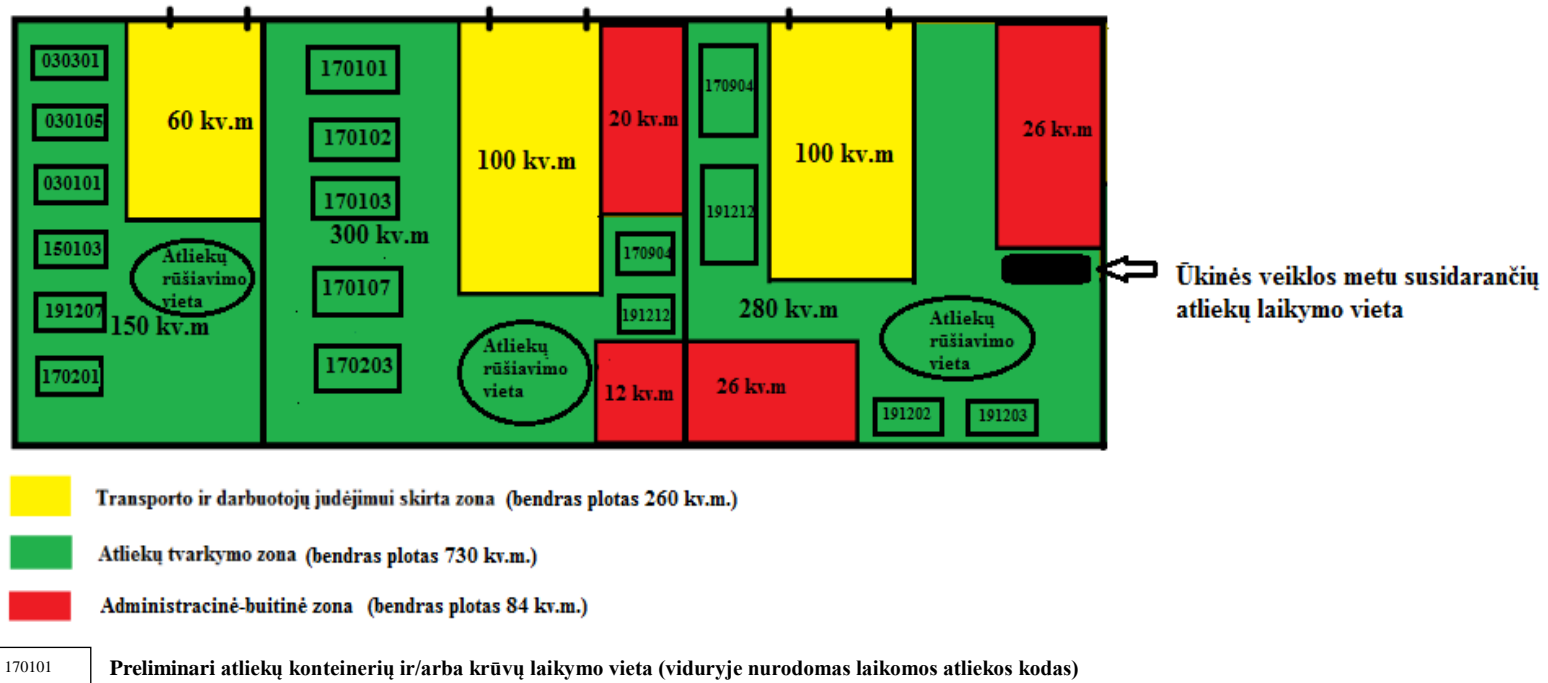 030301
030105
030101
150103
191207
170201
60 kv.m
Atliekų
rūšiavimo
vieta
150 kv.m
170101
170102
170103
300 kv.m
170107
170203
100 kv.m
Atliekų
rūšiavimo
vieta
20 kv.m
170904
191212
12 kv.m
170904
191212
100 kv.m
280 kv.m
26 kv.m
26 kv.m
Atliekų
rūšiavimo
vieta
191202
191203
Ūkinės veiklos metu susidarančių
atliekų laikymo vieta
Transporto ir darbuotojų judėjimui skirta zona (bendras plotas 260 kv.m.)
Atliekų tvarkymo zona (bendras plotas 730 kv.m.)
Administracinė-buitinė zona (bendras plotas 84 kv.m.)
170101 Preliminari atliekų konteinerių ir/arba krūvų laikymo vieta (viduryje nurodomas laikomos atliekos kodas)